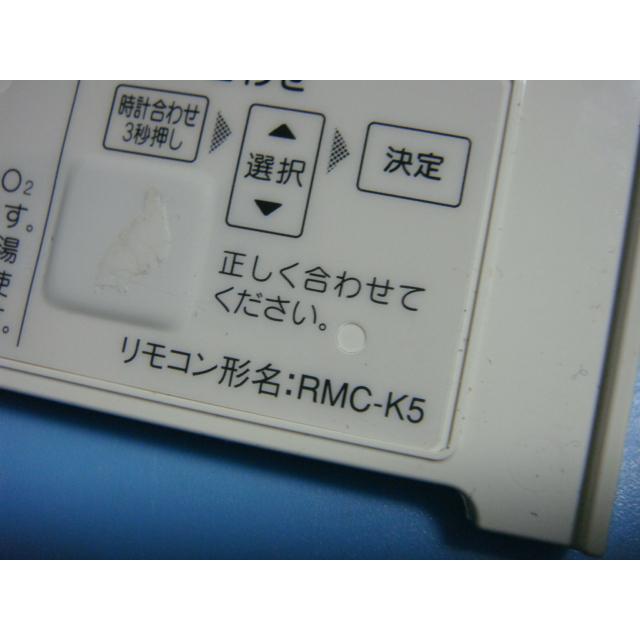 時計合わせ
3秒押し
▲
選択
▼
決定
正しく合わせて
ください。
リモコン形名:RMC-K5
O2
す。
湯
使